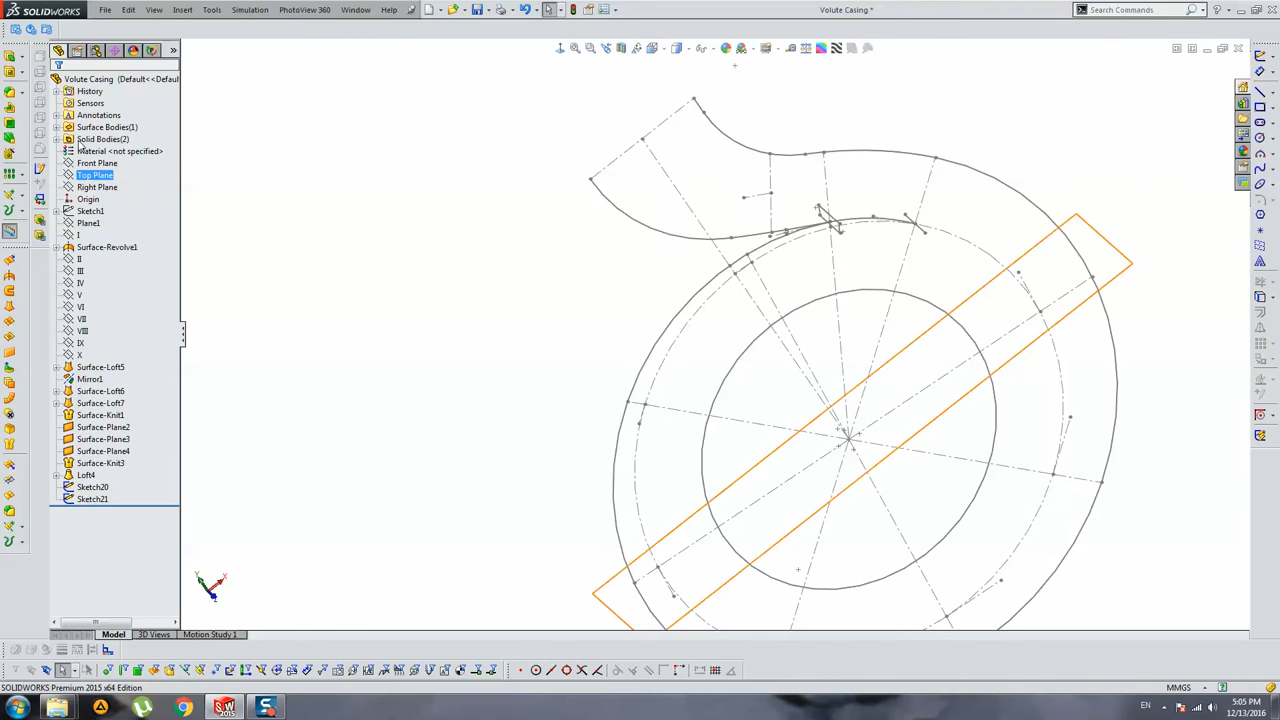 SOLIDWORKS
File Edit View Insert Tools Simulation PhotoView 360 Window Help
Volute Casing *
Search Commands
Volute Casing (Default<<Default
History
Sensors
Annotations
Surface Bodies(1)
Solid Bodies(2)
Material <not specified>
Front Plane
Top Plane
Right Plane
Origin
Sketch1
Plane1
I
Surface-Revolve1
II
III
IV
V
VI
VII
VIII
IX
X
Surface-Loft5
Mirror1
Surface-Loft6
Surface-Loft7
Surface-Knit1
Surface-Plane2
Surface-Plane3
Surface-Plane4
Surface-Knit3
Loft4
Sketch20
Sketch21
Y X Z
Model 3D Views Motion Study 1
SOLIDWORKS Premium 2015 x64 Edition
MMGS
EN
5:05 PM
12/13/2016